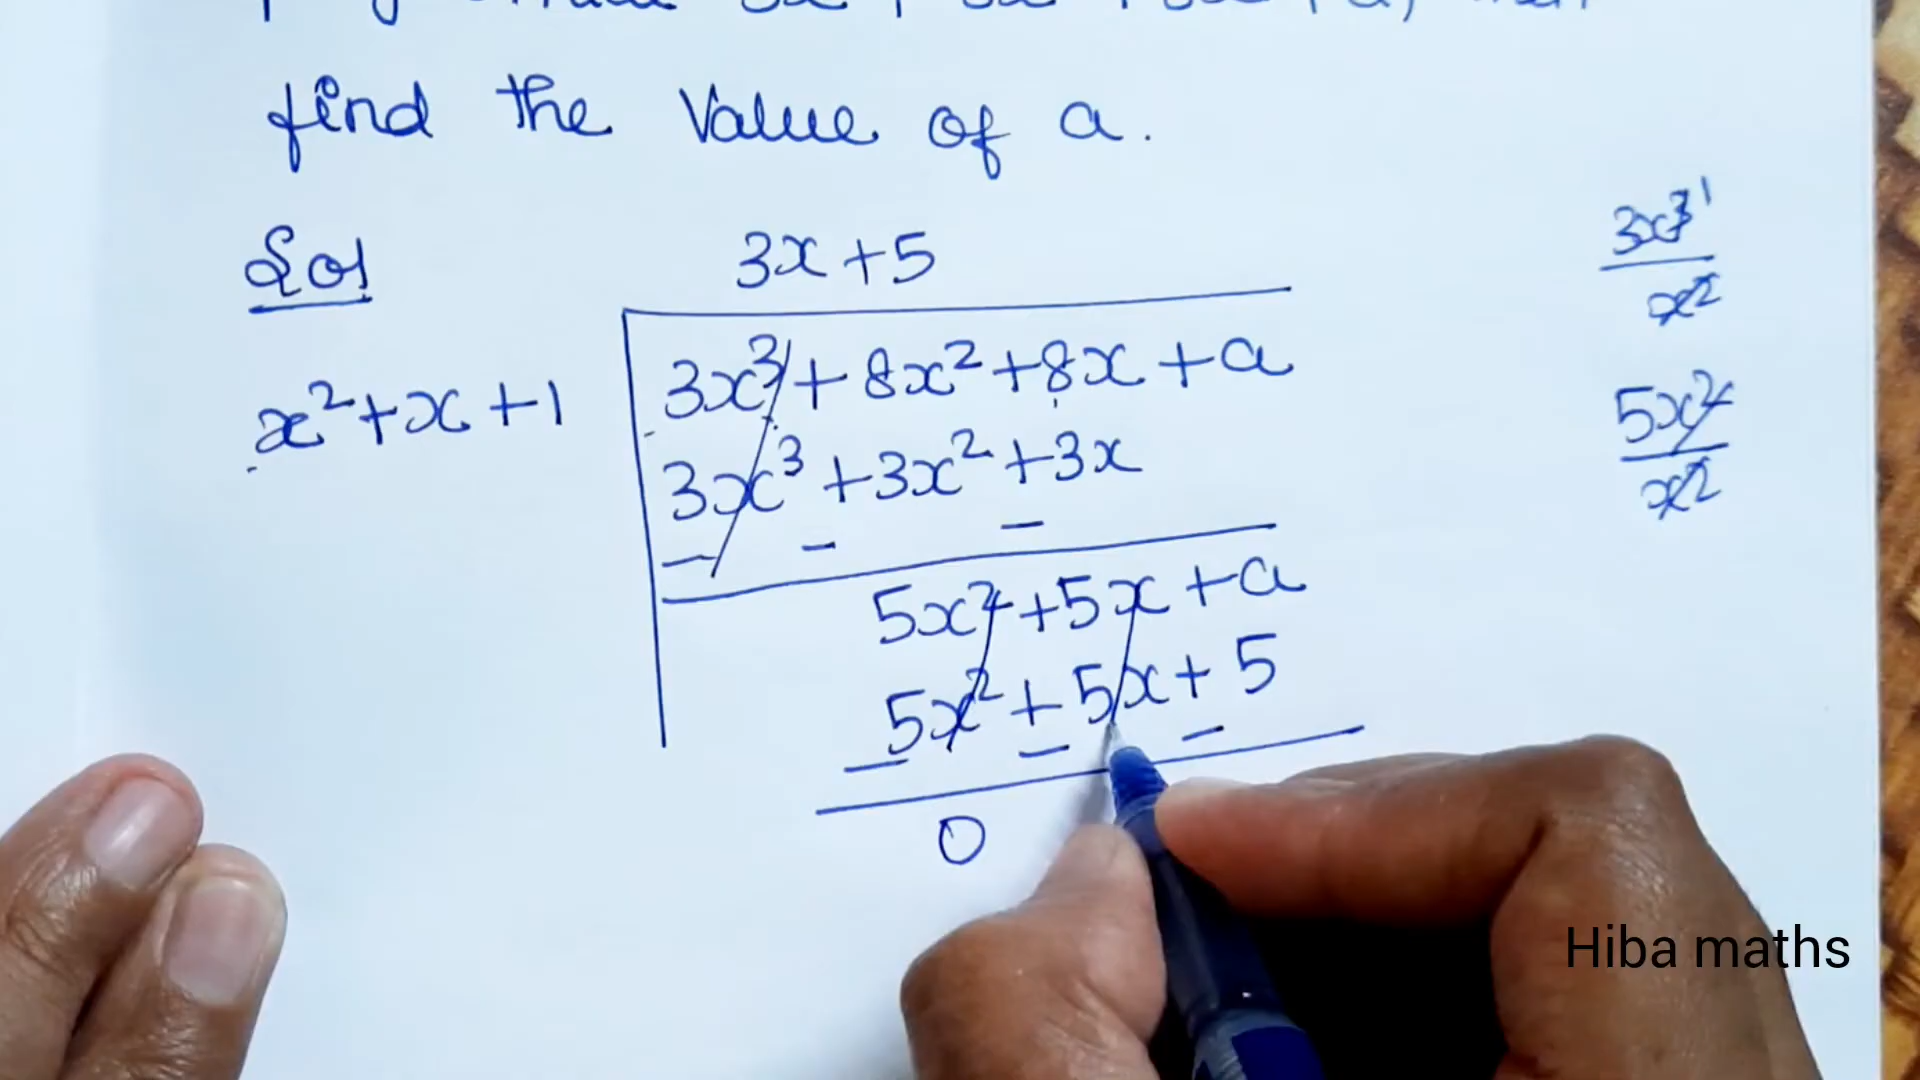 find the Value of a.
Sol
3x + 5
x² + x + 1
3x³ + 8x² + 8x + a
3x³ + 3x² + 3x
− − −
5x² + 5x + a
5x² + 5x + 5
− − −
0
3x³ 1
x²
5x²
x²
Hiba maths